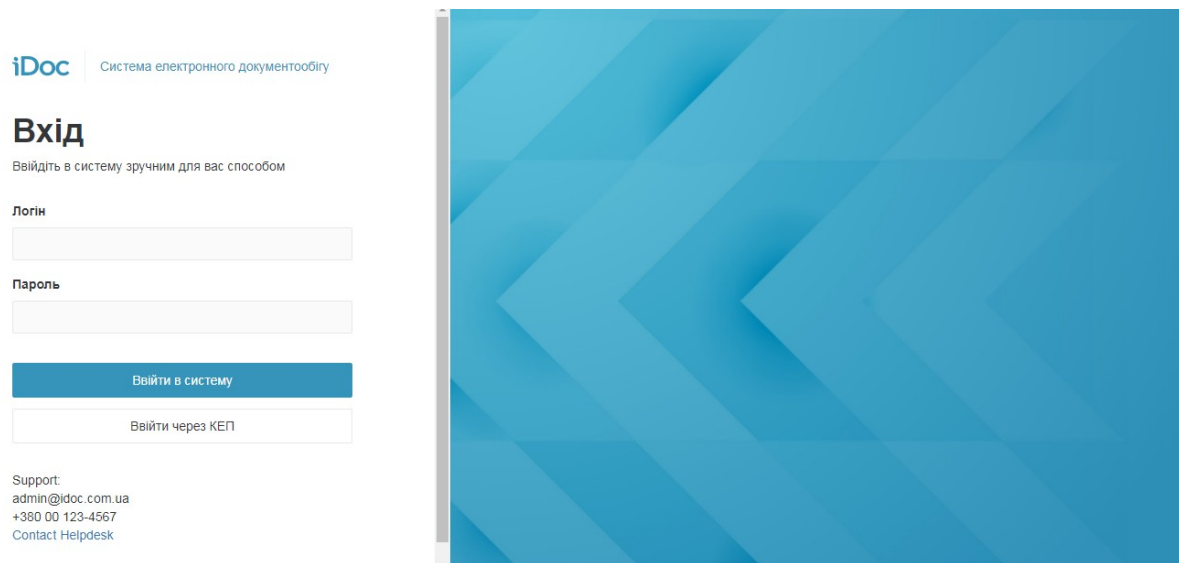 iDoc
Система електронного документообігу
Вхід
Ввійдіть в систему зручним для вас способом
Логін
Пароль
Ввійти в систему
Ввійти через КЕП
Support:
admin@idoc.com.ua
+380 00 123-4567
Contact Helpdesk